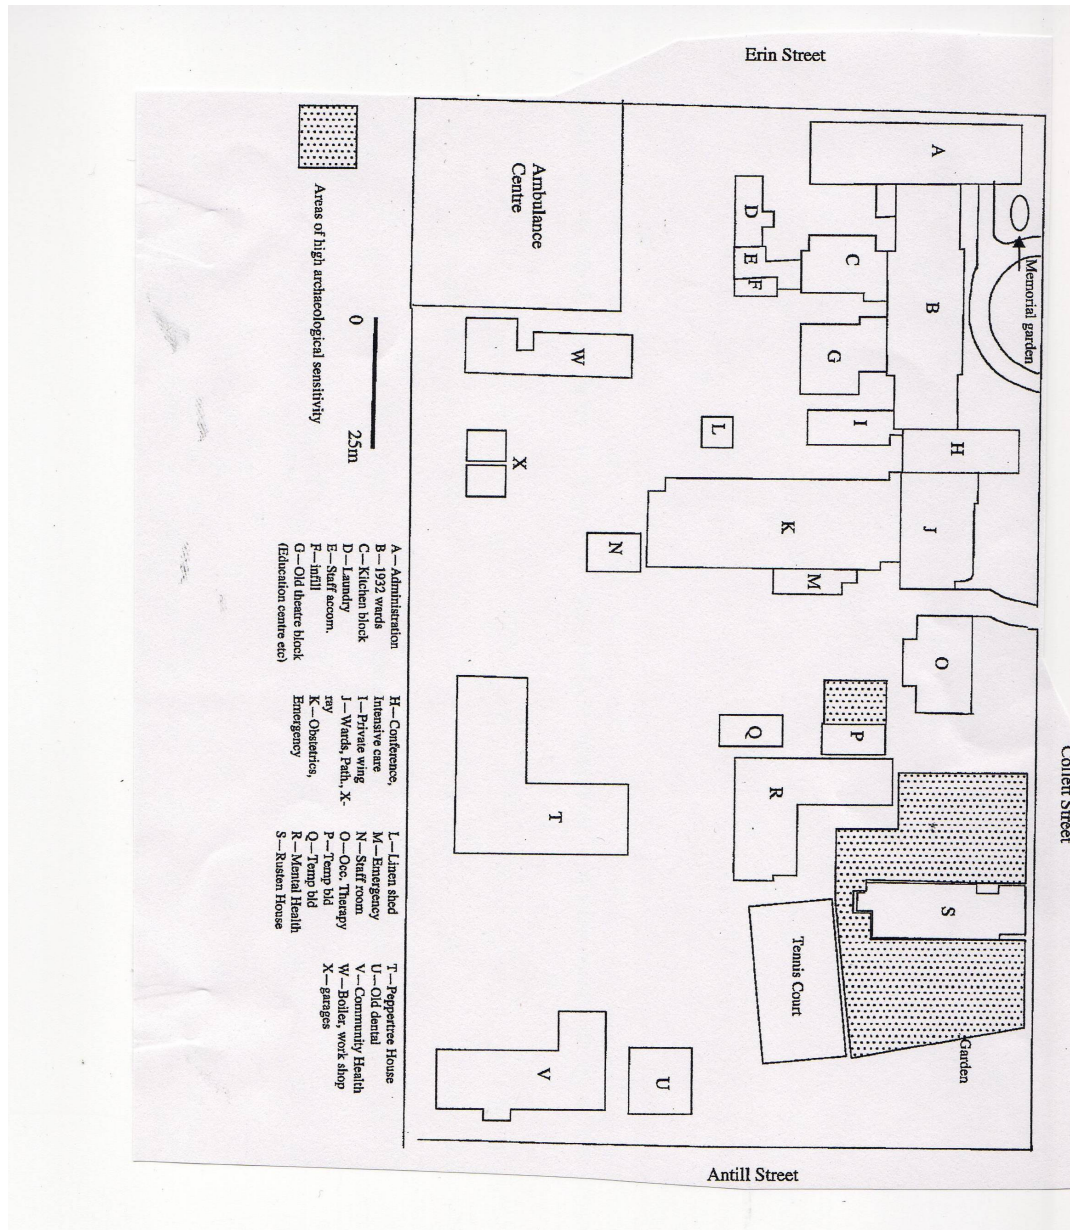 Erin Street
Collett Street
Antill Street
Memorial garden
A
B
C
D
E
F
G
H
I
J
K
L
M
N
O
P
Q
R
S
T
U
V
W
X
Ambulance
Centre
Tennis Court
Garden
0
25m
Areas of high archaeological sensitivity
A—Administration
B—1932 wards
C—Kitchen block
D—Laundry
E—Staff accom.
F—infill
G—Old theatre block
(Education centre etc)
H—Conference,
Intensive care
I—Private wing
J—Wards, Path., X-
ray
K—Obstetrics,
Emergency
L—Linen shed
M—Emergency
N—Staff room
O—Occ. Therapy
P—Temp bld
Q—Temp bld
R—Mental Health
S—Rusten House
T—Peppertree House
U—Old dental
V—Community Health
W—Boiler, work shop
X—garages